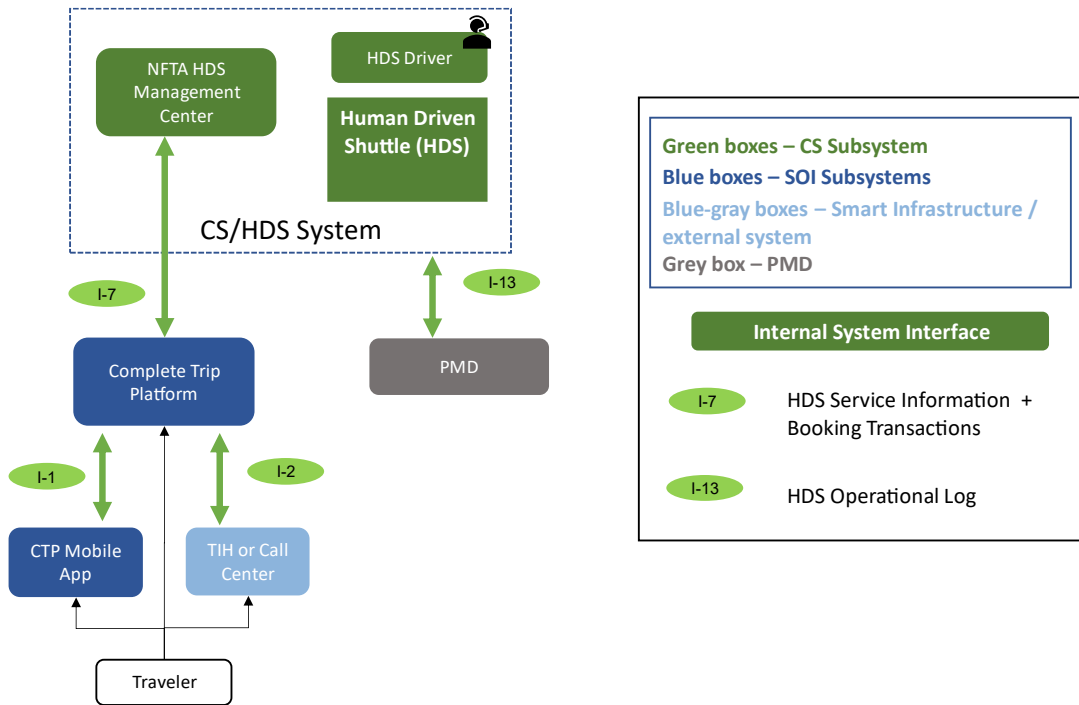 HDS Driver
NFTA HDS
Management
Center
Human Driven
Shuttle (HDS)
CS/HDS System
I-7
I-13
Complete Trip
Platform
PMD
I-1
I-2
CTP Mobile
App
TIH or Call
Center
Traveler
Green boxes – CS Subsystem
Blue boxes – SOI Subsystems
Blue-gray boxes – Smart Infrastructure /
external system
Grey box – PMD
Internal System Interface
I-7
HDS Service Information +
Booking Transactions
I-13
HDS Operational Log